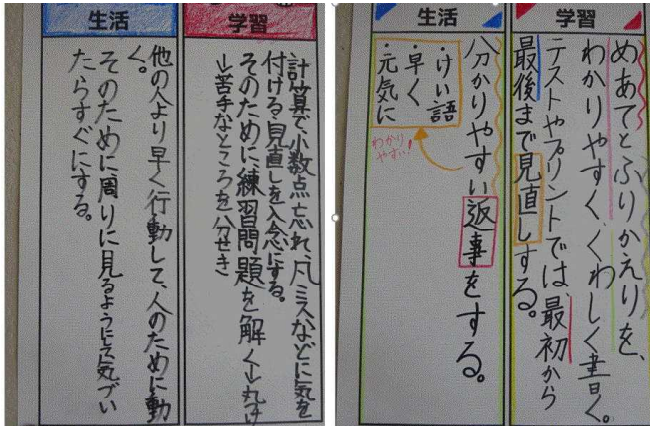 学習
計算で、小数点忘れ、凡ミスなどに気を
付ける。見直しを入念にする。
そのために練習問題を解く→丸付け
→苦手なところを分せき
生活
他の人より早く行動して、人のために動
く。
そのために周りに見るようにして気づい
たらすぐにする。
学習
めあてとふりかえりを、
わかりやすく、くわしく書く。
テストやプリントでは、最初から
最後まで見直しする。
生活
分かりやすい返事をする。
・けい語
・早く
・元気に
わかり
やすい!